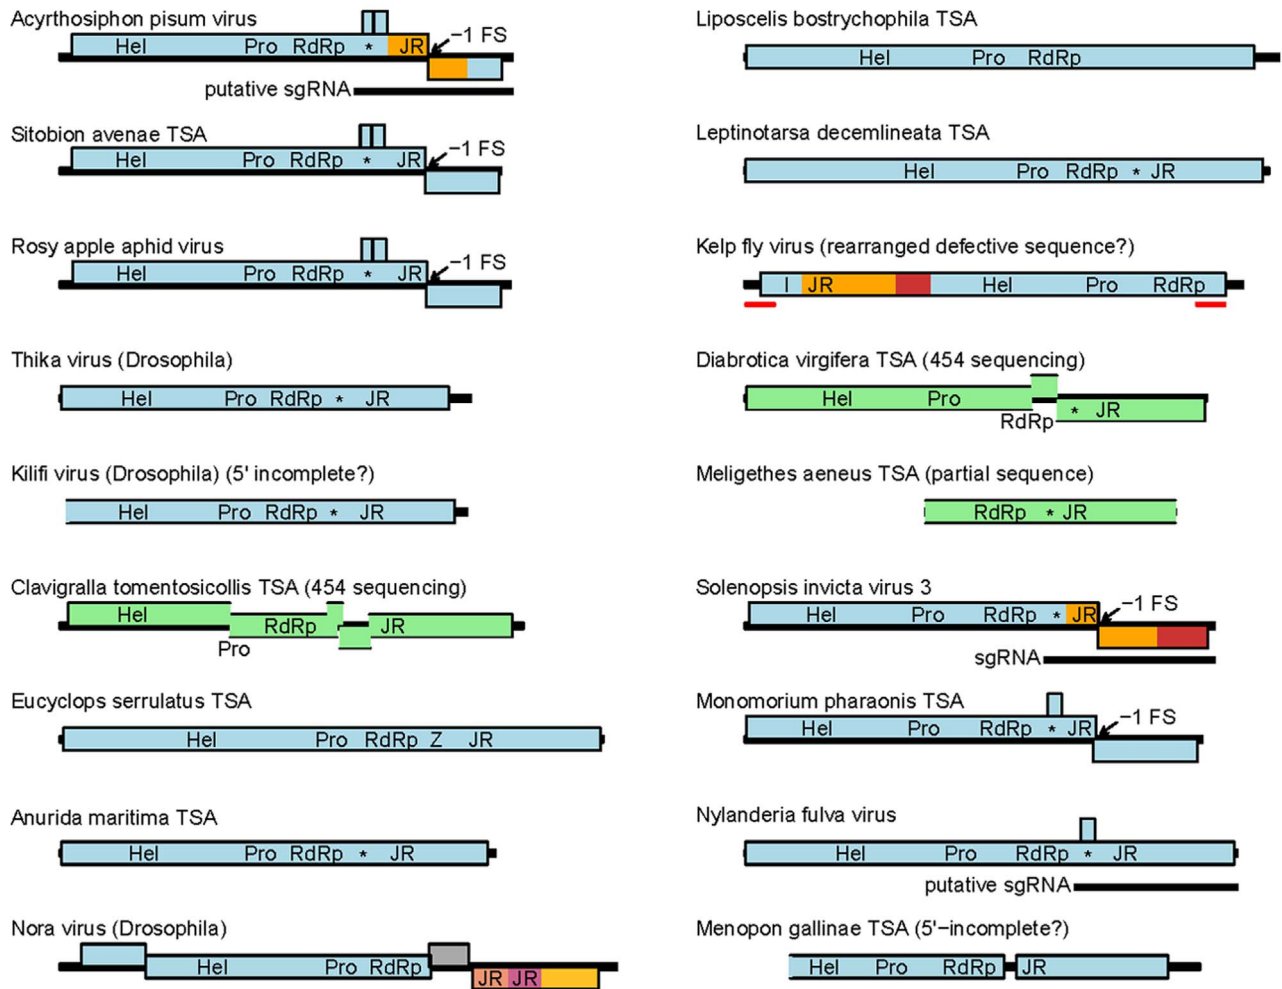 Acyrthosiphon pisum virus
Hel Pro RdRp * JR
−1 FS
putative sgRNA
Sitobion avenae TSA
Hel Pro RdRp * JR
−1 FS
Rosy apple aphid virus
Hel Pro RdRp * JR
−1 FS
Thika virus (Drosophila)
Hel Pro RdRp * JR
Kilifi virus (Drosophila) (5' incomplete?)
Hel Pro RdRp * JR
Clavigralla tomentosicollis TSA (454 sequencing)
Hel RdRp JR
Pro
Eucyclops serrulatus TSA
Hel Pro RdRp Z JR
Anurida maritima TSA
Hel Pro RdRp * JR
Nora virus (Drosophila)
Hel Pro RdRp
JR JR
Liposcelis bostrychophila TSA
Hel Pro RdRp
Leptinotarsa decemlineata TSA
Hel Pro RdRp * JR
Kelp fly virus (rearranged defective sequence?)
I JR Hel Pro RdRp
Diabrotica virgifera TSA (454 sequencing)
Hel Pro
RdRp * JR
Meligethes aeneus TSA (partial sequence)
RdRp * JR
Solenopsis invicta virus 3
Hel Pro RdRp * JR
−1 FS
sgRNA
Monomorium pharaonis TSA
Hel Pro RdRp * JR
−1 FS
Nylanderia fulva virus
Hel Pro RdRp * JR
putative sgRNA
Menopon gallinae TSA (5'−incomplete?)
Hel Pro RdRp JR